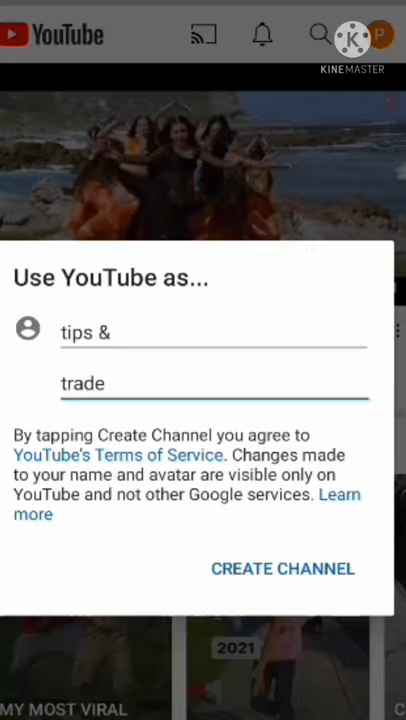 YouTube
P
K
KINEMASTER
Use YouTube as...
tips &
trade
By tapping Create Channel you agree to
YouTube's Terms of Service. Changes made
to your name and avatar are visible only on
YouTube and not other Google services. Learn
more
CREATE CHANNEL
2021
MY MOST VIRAL
C